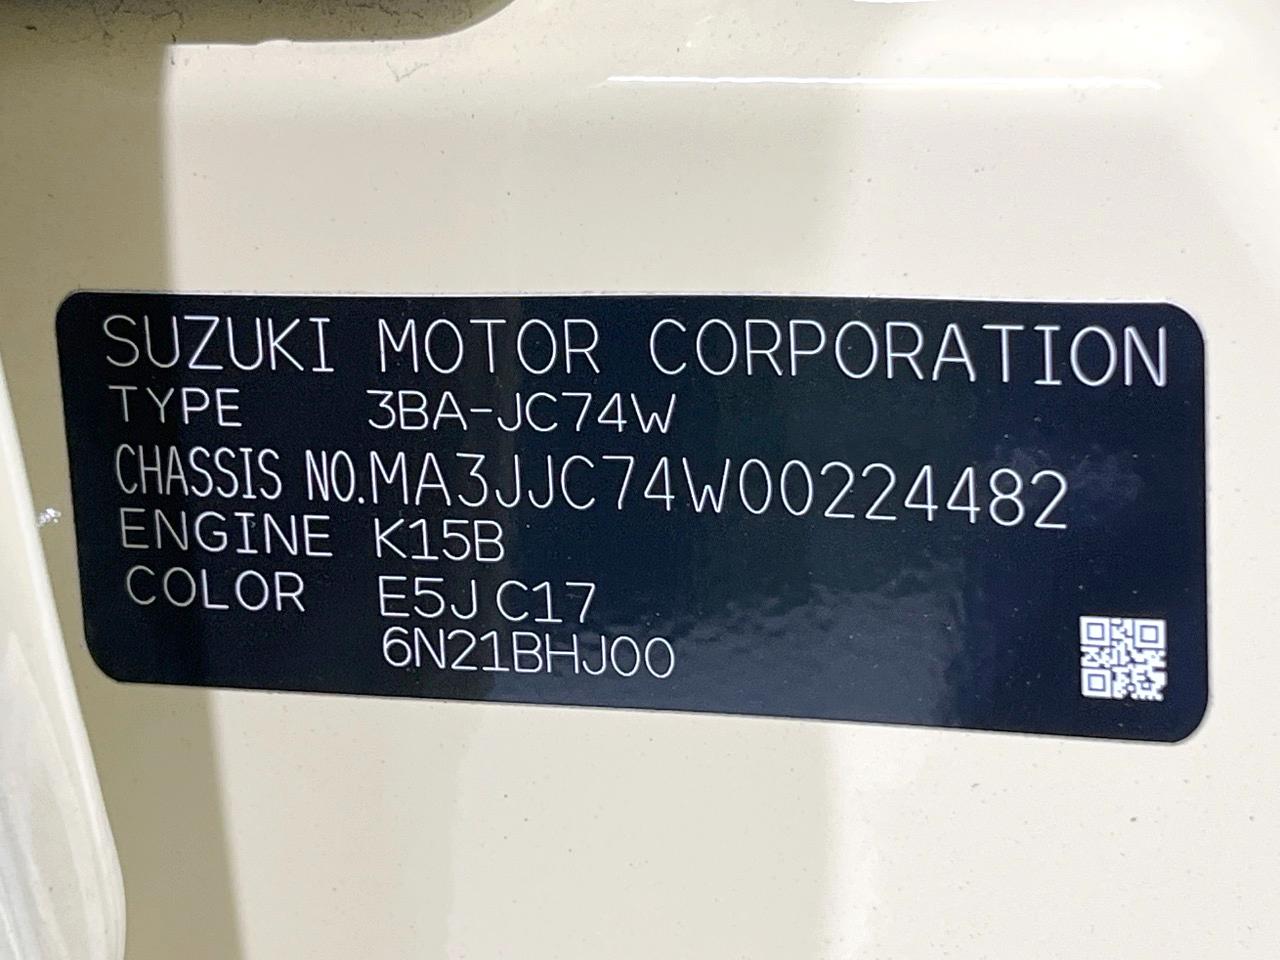 SUZUKI MOTOR CORPORATION
TYPE 3BA-JC74W
CHASSIS NO. MA3JJC74W00224482
ENGINE K15B
COLOR E5J C17
6N21BHJ00